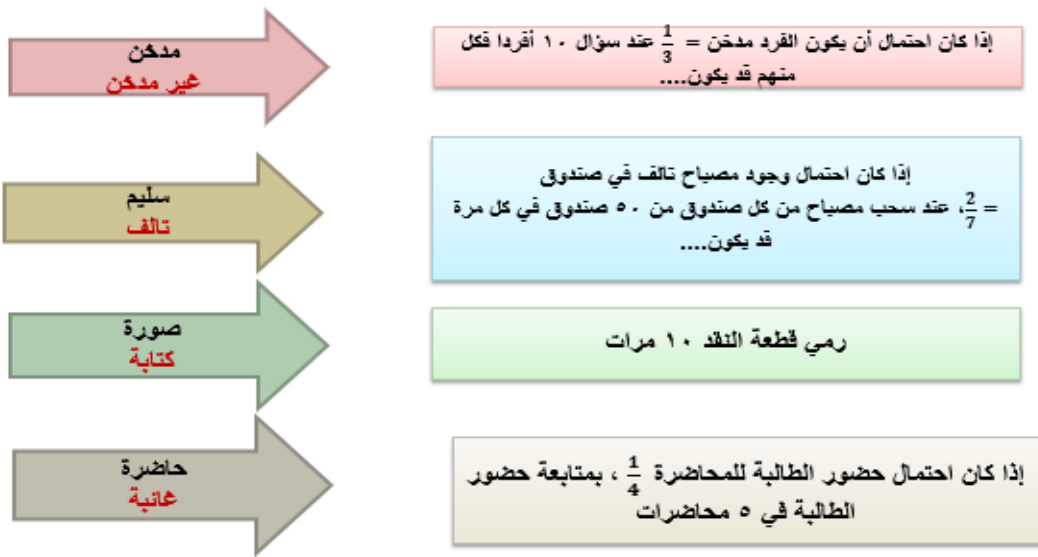 إذا كان احتمال أن يكون الفرد مدخن = 1/3 عند سؤال ١٠ أفردا فكل
منهم قد يكون....
مدخن
غير مدخن
إذا كان احتمال وجود مصباح تالف في صندوق
= 2/7، عند سحب مصباح من كل صندوق من ٥٠ صندوق في كل مرة
قد يكون....
سليم
تالف
رمي قطعة النقد ١٠ مرات
صورة
كتابة
إذا كان احتمال حضور الطالبة للمحاضرة 1/4 ، بمتابعة حضور
الطالبة في ٥ محاضرات
حاضرة
غائبة